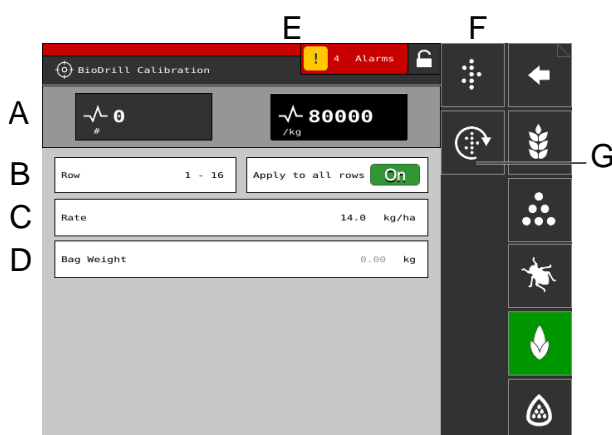 E
F
! 4 Alarms
BioDrill Calibration
A
0
#
80000
/kg
G
B
Row 1 - 16
Apply to all rows On
C
Rate 14.0 kg/ha
D
Bag Weight 0.00 kg